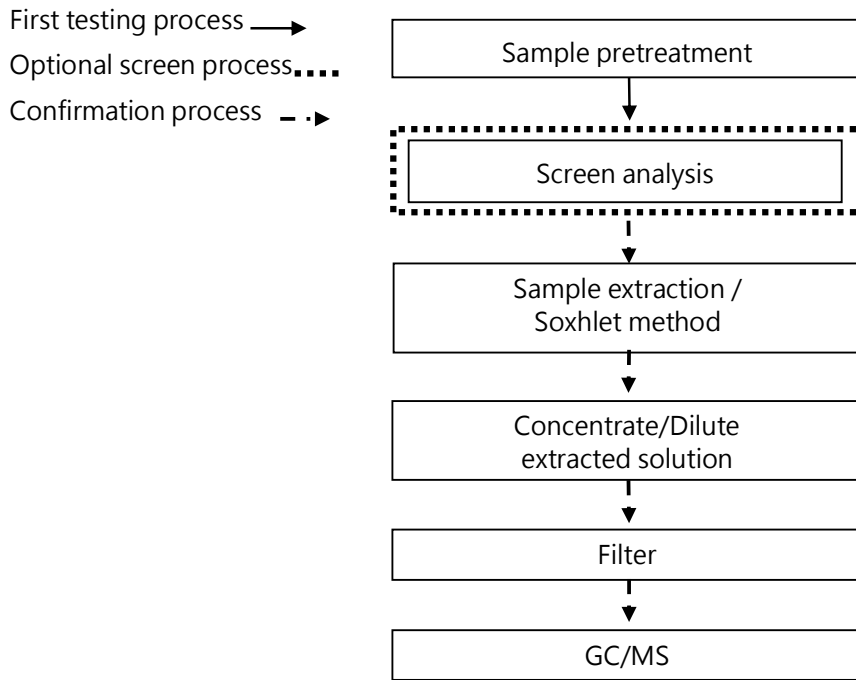 First testing process
Optional screen process
Confirmation process
Sample pretreatment
Screen analysis
Sample extraction /
Soxhlet method
Concentrate/Dilute
extracted solution
Filter
GC/MS